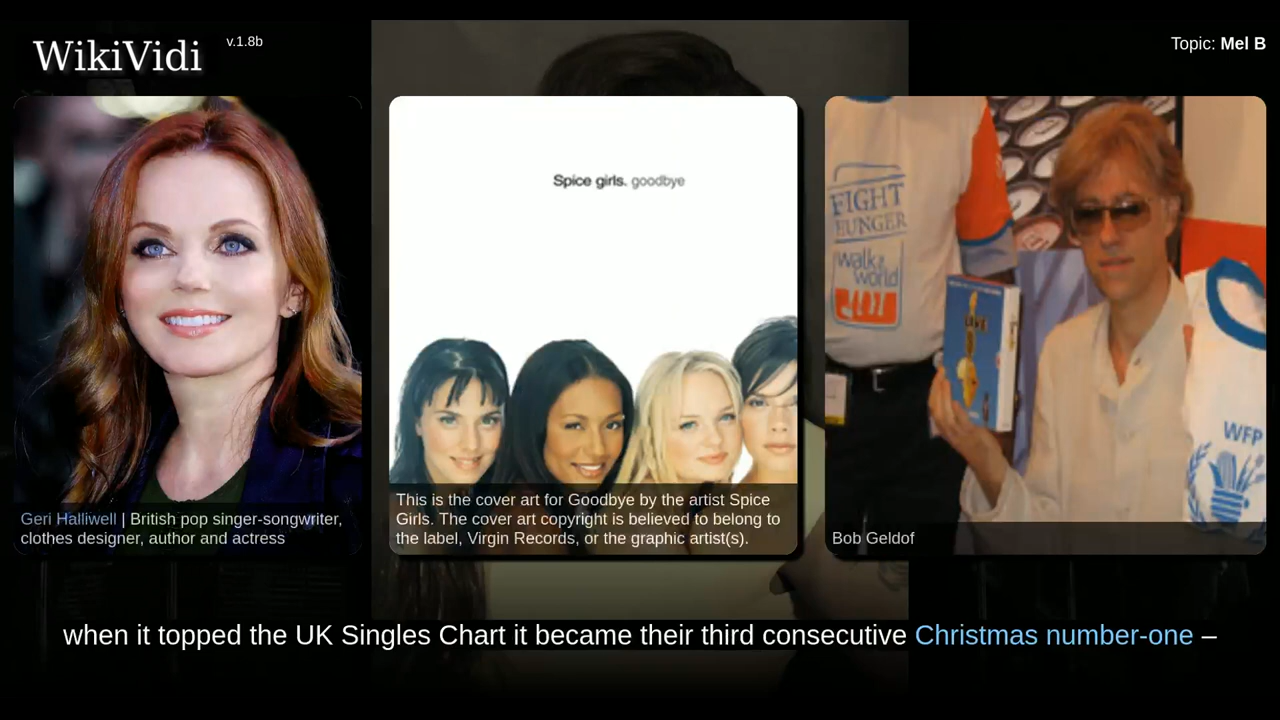 WikiVidi
v.1.8b
Topic: Mel B
Spice girls. goodbye
FIGHT
HUNGER
walk the
world
WFP
Geri Halliwell | British pop singer-songwriter,
clothes designer, author and actress
This is the cover art for Goodbye by the artist Spice
Girls. The cover art copyright is believed to belong to
the label, Virgin Records, or the graphic artist(s).
Bob Geldof
when it topped the UK Singles Chart it became their third consecutive Christmas number-one –